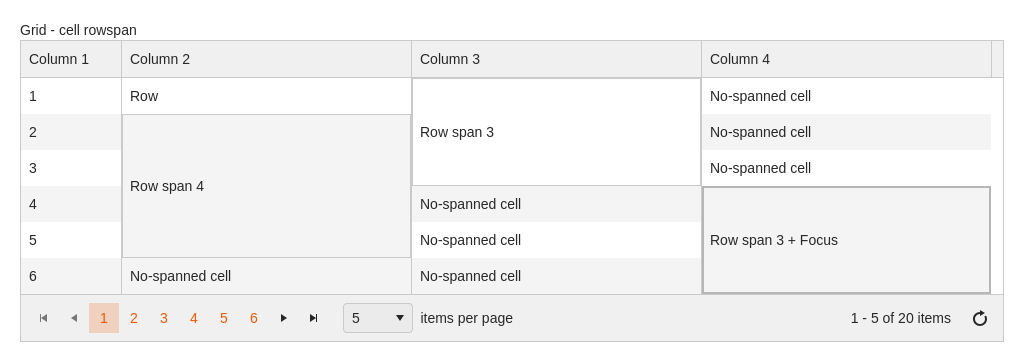 Grid - cell rowspan
Column 1 Column 2 Column 3 Column 4
1 Row No-spanned cell
2 Row span 3 No-spanned cell
3 No-spanned cell
Row span 4
4 No-spanned cell
5 No-spanned cell Row span 3 + Focus
6 No-spanned cell No-spanned cell
1 2 3 4 5 6 5 items per page 1 - 5 of 20 items